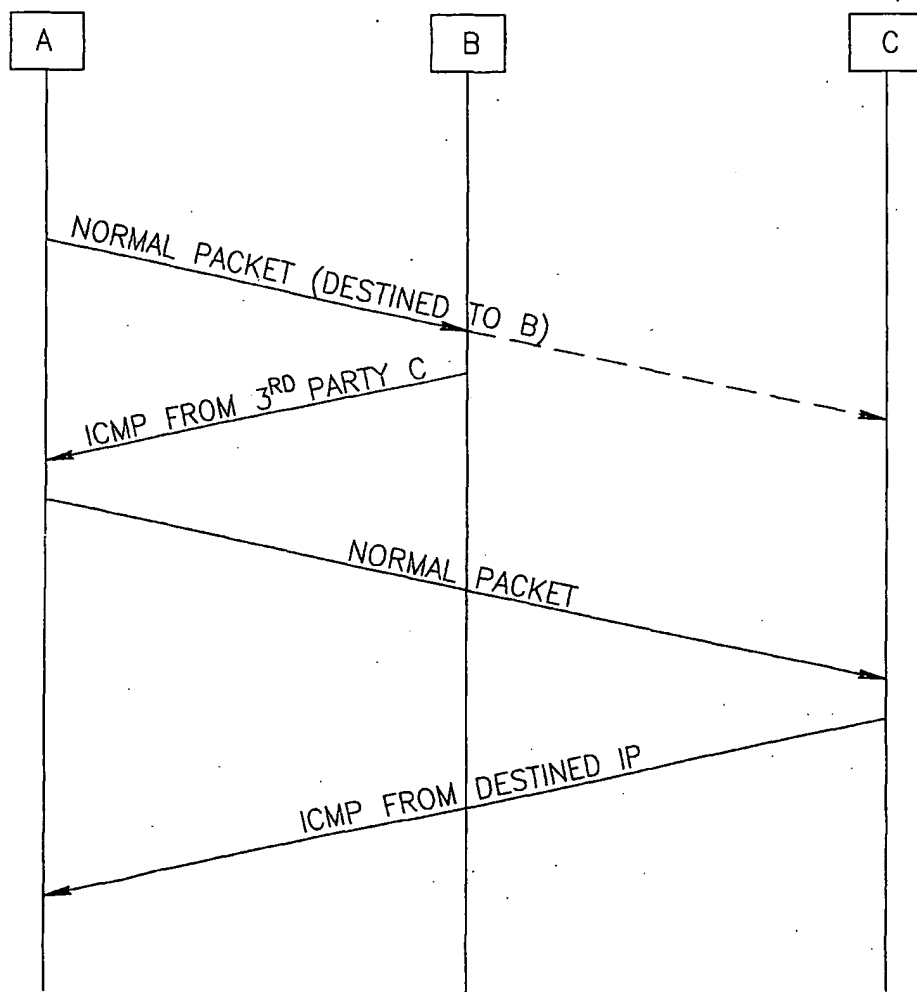 A
B
C
NORMAL PACKET (DESTINED TO B)
ICMP FROM 3RD PARTY C
NORMAL PACKET
ICMP FROM DESTINED IP